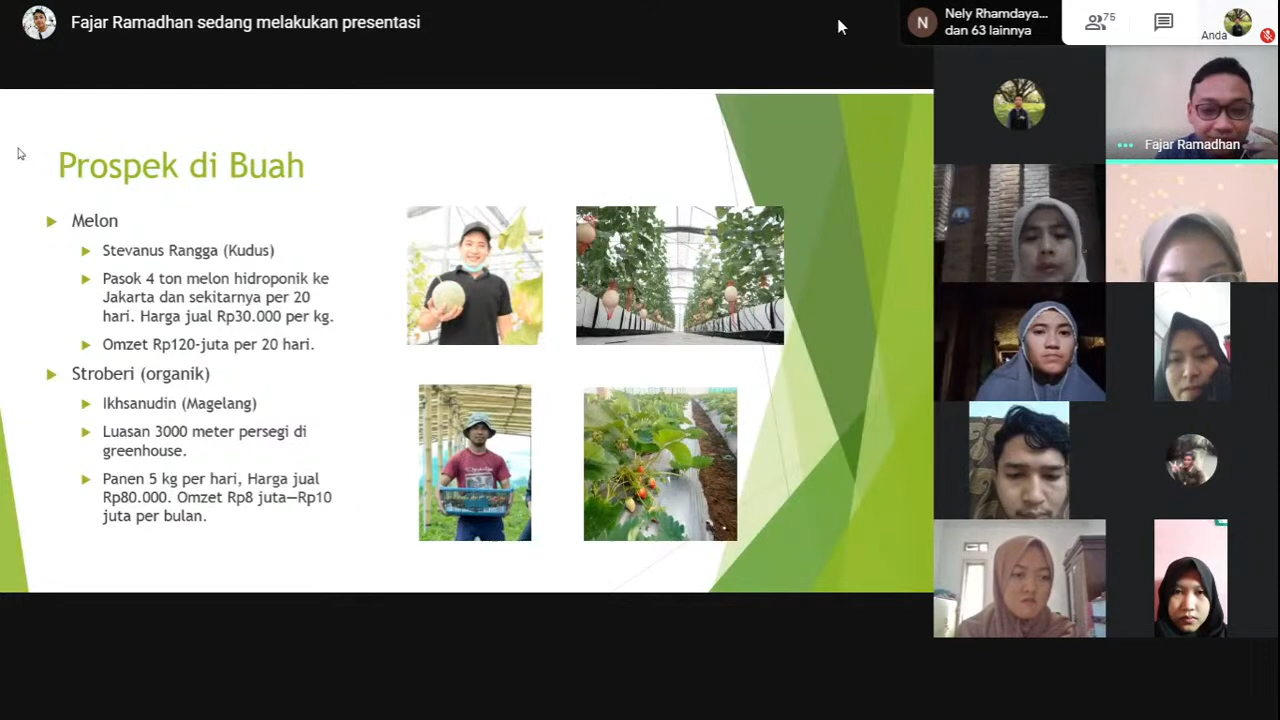 Fajar Ramadhan sedang melakukan presentasi
N
Nely Rhamdaya...
dan 63 lainnya
75
Anda
Fajar Ramadhan
Prospek di Buah
Melon
Stevanus Rangga (Kudus)
Pasok 4 ton melon hidroponik ke
Jakarta dan sekitarnya per 20
hari. Harga jual Rp30.000 per kg.
Omzet Rp120-juta per 20 hari.
Stroberi (organik)
Ikhsanudin (Magelang)
Luasan 3000 meter persegi di
greenhouse.
Panen 5 kg per hari, Harga jual
Rp80.000. Omzet Rp8 juta—Rp10
juta per bulan.